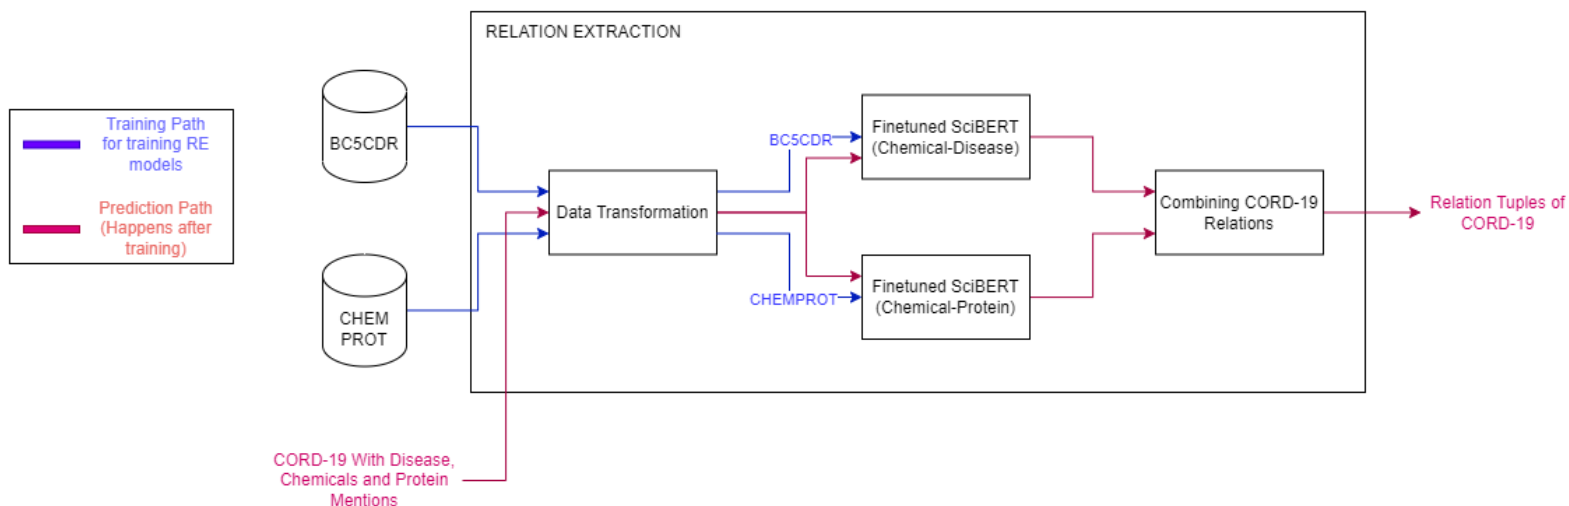 RELATION EXTRACTION
Training Path
for training RE
models
Prediction Path
(Happens after
training)
BC5CDR
CHEM
PROT
CORD-19 With Disease,
Chemicals and Protein
Mentions
Data Transformation
BC5CDR
CHEMPROT
Finetuned SciBERT
(Chemical-Disease)
Finetuned SciBERT
(Chemical-Protein)
Combining CORD-19
Relations
Relation Tuples of
CORD-19